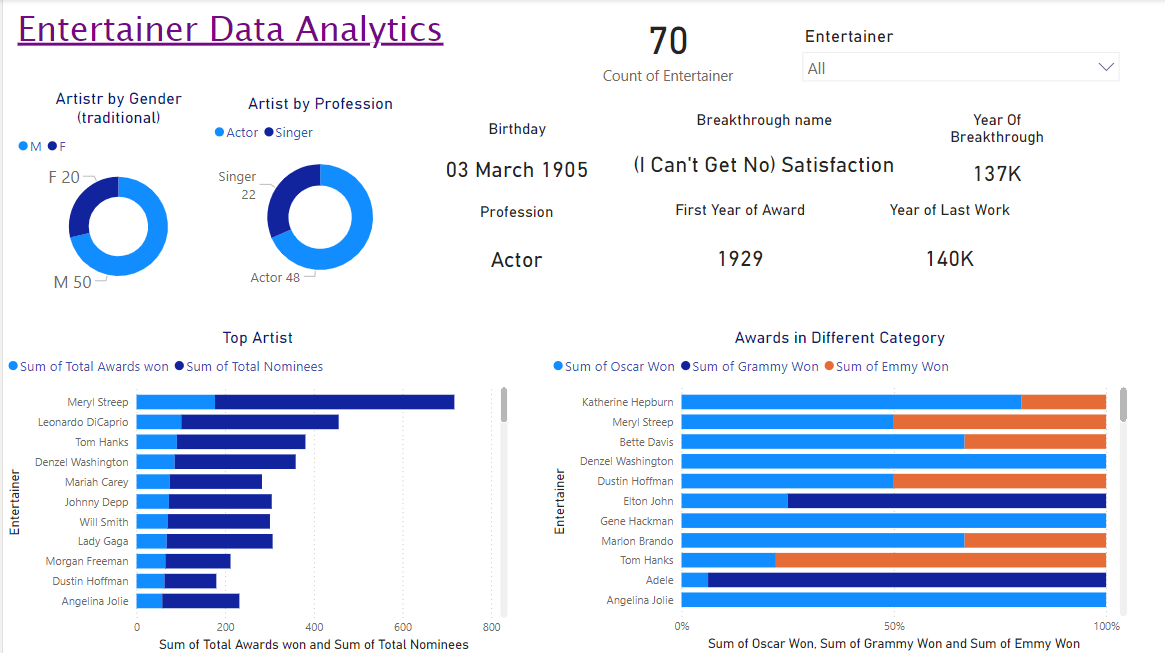 Entertainer Data Analytics
70
Count of Entertainer
Entertainer
All
Artistr by Gender
(traditional)
M F
F 20
M 50
Artist by Profession
Actor Singer
Singer
22
Actor 48
Birthday
03 March 1905
Breakthrough name
(I Can't Get No) Satisfaction
Year Of
Breakthrough
137K
Profession
Actor
First Year of Award
1929
Year of Last Work
140K
Top Artist
Sum of Total Awards won Sum of Total Nominees
Entertainer
Meryl Streep
Leonardo DiCaprio
Tom Hanks
Denzel Washington
Mariah Carey
Johnny Depp
Will Smith
Lady Gaga
Morgan Freeman
Dustin Hoffman
Angelina Jolie
0 200 400 600 800
Sum of Total Awards won and Sum of Total Nominees
Awards in Different Category
Sum of Oscar Won Sum of Grammy Won Sum of Emmy Won
Entertainer
Katherine Hepburn
Meryl Streep
Bette Davis
Denzel Washington
Dustin Hoffman
Elton John
Gene Hackman
Marlon Brando
Tom Hanks
Adele
Angelina Jolie
0% 50% 100%
Sum of Oscar Won, Sum of Grammy Won and Sum of Emmy Won